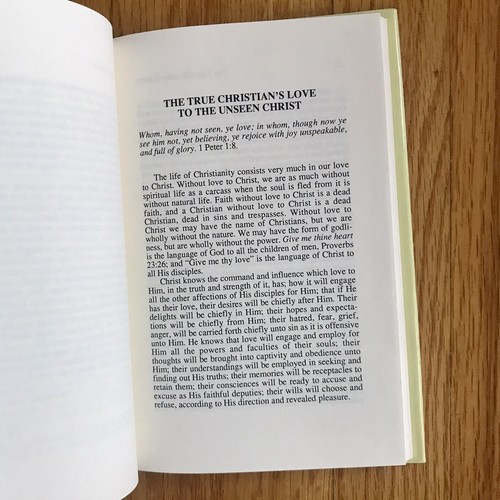 THE TRUE CHRISTIAN'S LOVE
TO THE UNSEEN CHRIST
Whom, having not seen, ye love; in whom, though now ye
see him not, yet believing, ye rejoice with joy unspeakable,
and full of glory. 1 Peter 1:8.
The life of Christianity consists very much in our love
to Christ. Without love to Christ, we are as much without
spiritual life as a carcass when the soul is fled from it is
without natural life. Faith without love to Christ is a dead
faith, and a Christian without love to Christ is a dead
Christian, dead in sins and trespasses. Without love to
Christ we may have the name of Christians, but we are
wholly without the nature. We may have the form of godli-
ness, but are wholly without the power. Give me thine heart
is the language of God to all the children of men, Proverbs
23:26; and "Give me thy love" is the language of Christ to
all His disciples.
Christ knows the command and influence which love to
Him, in the truth and strength of it, has; how it will engage
all the other affections of His disciples for Him; that if He
has their love, their desires will be chiefly after Him. Their
delights will be chiefly in Him; their hopes and expecta-
tions will be chiefly from Him; their hatred, fear, grief,
anger, will be carried forth chiefly unto sin as it is offensive
unto Him. He knows that love will engage and employ for
Him all the powers and faculties of their souls; their
thoughts will be brought into captivity and obedience unto
Him; their understandings will be employed in seeking and
finding out His truths; their memories will be receptacles to
retain them; their consciences will be ready to accuse and
excuse as His faithful deputies; their wills will choose and
refuse, according to His direction and revealed pleasure.